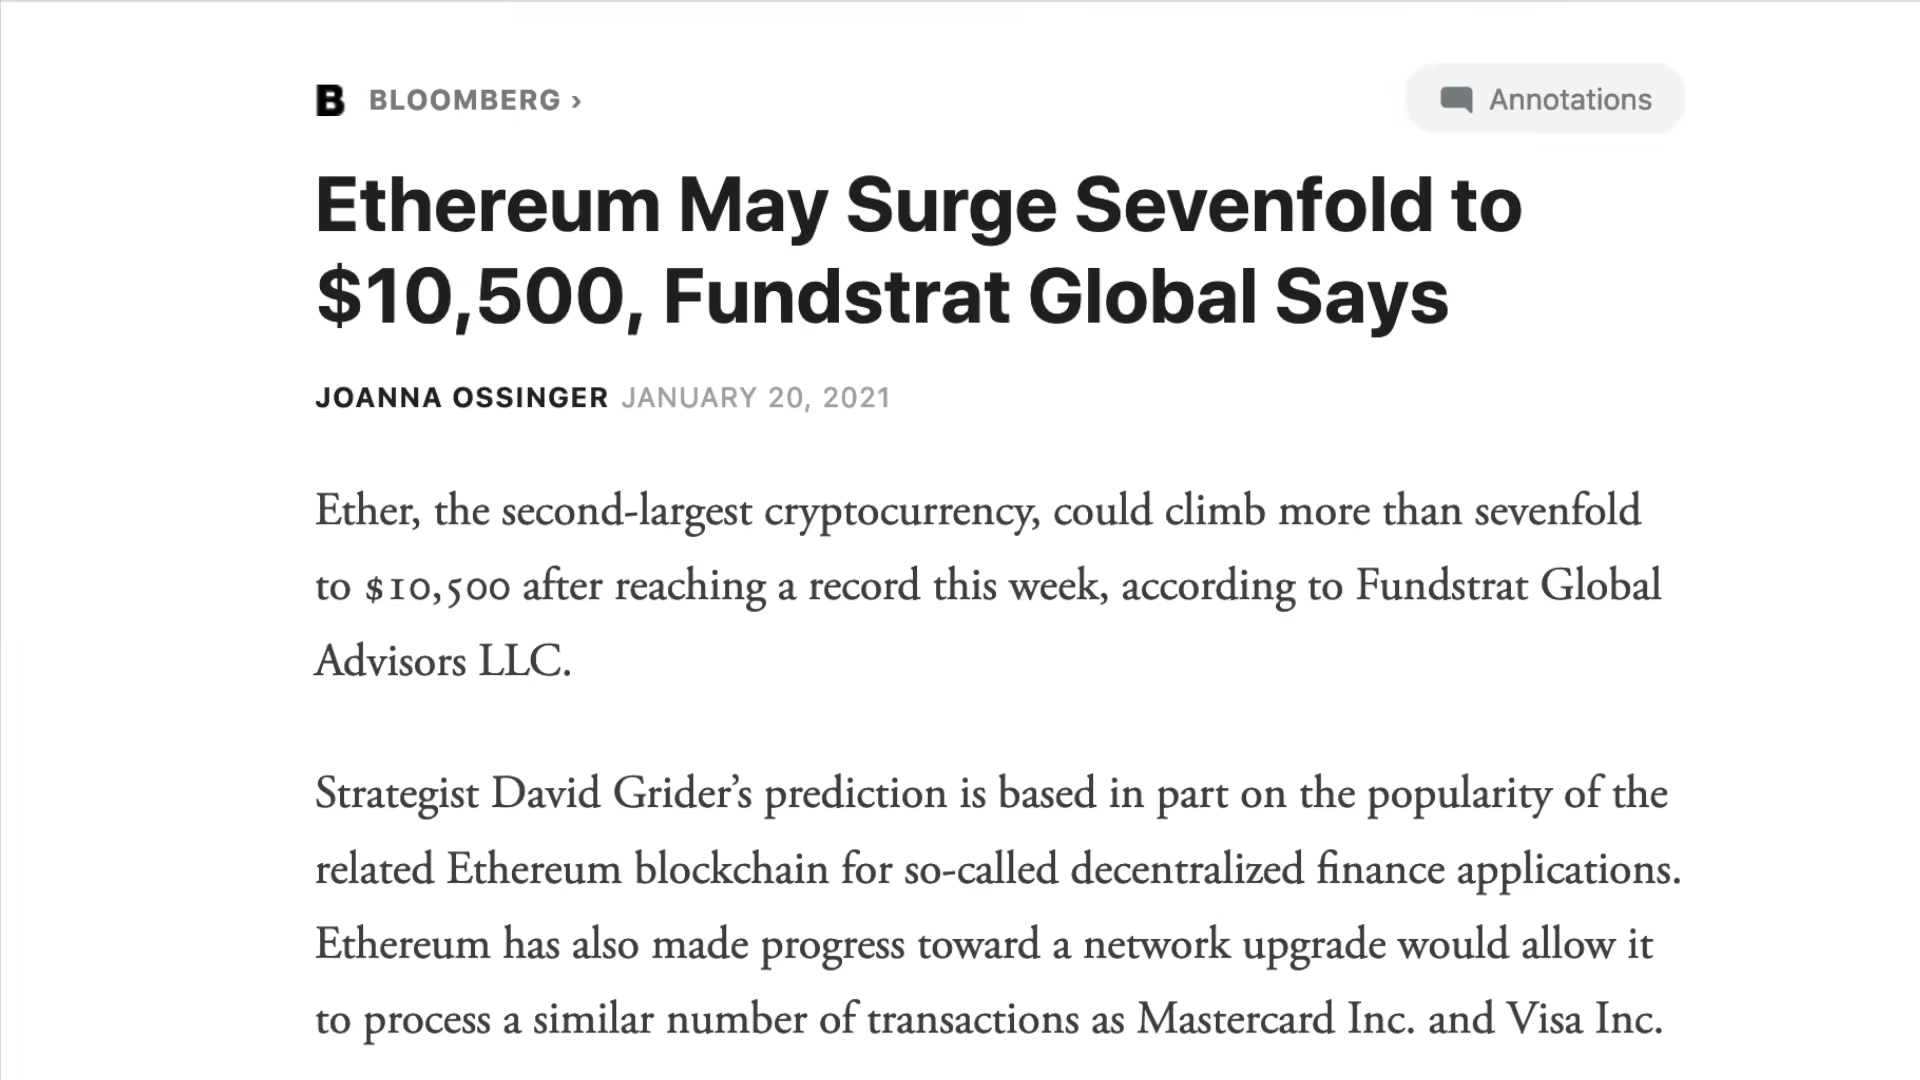 B BLOOMBERG ›
Annotations
Ethereum May Surge Sevenfold to
$10,500, Fundstrat Global Says
JOANNA OSSINGER JANUARY 20, 2021
Ether, the second-largest cryptocurrency, could climb more than sevenfold
to $10,500 after reaching a record this week, according to Fundstrat Global
Advisors LLC.
Strategist David Grider’s prediction is based in part on the popularity of the
related Ethereum blockchain for so-called decentralized finance applications.
Ethereum has also made progress toward a network upgrade would allow it
to process a similar number of transactions as Mastercard Inc. and Visa Inc.